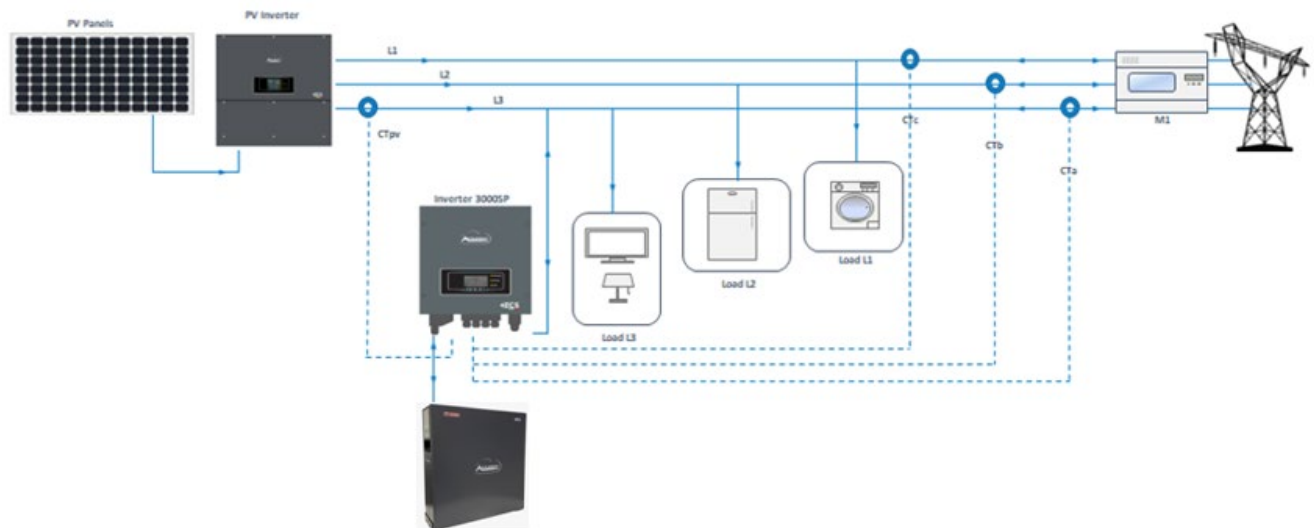 PV Panels
PV Inverter
L1
L2
L3
CTpv
CTc
CTb
CTa
M1
Inverter 3000SP
Load L1
Load L2
Load L3